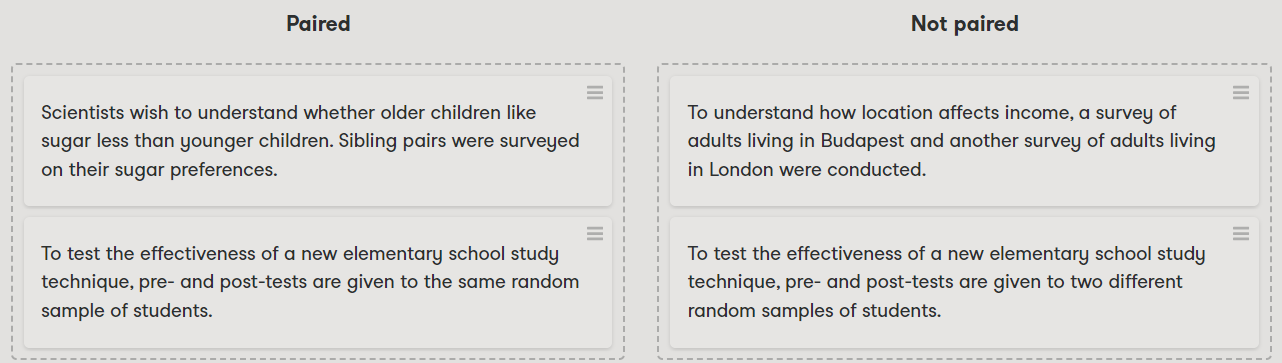 Paired
Scientists wish to understand whether older children like
sugar less than younger children. Sibling pairs were surveyed
on their sugar preferences.
To test the effectiveness of a new elementary school study
technique, pre- and post-tests are given to the same random
sample of students.
Not paired
To understand how location affects income, a survey of
adults living in Budapest and another survey of adults living
in London were conducted.
To test the effectiveness of a new elementary school study
technique, pre- and post-tests are given to two different
random samples of students.